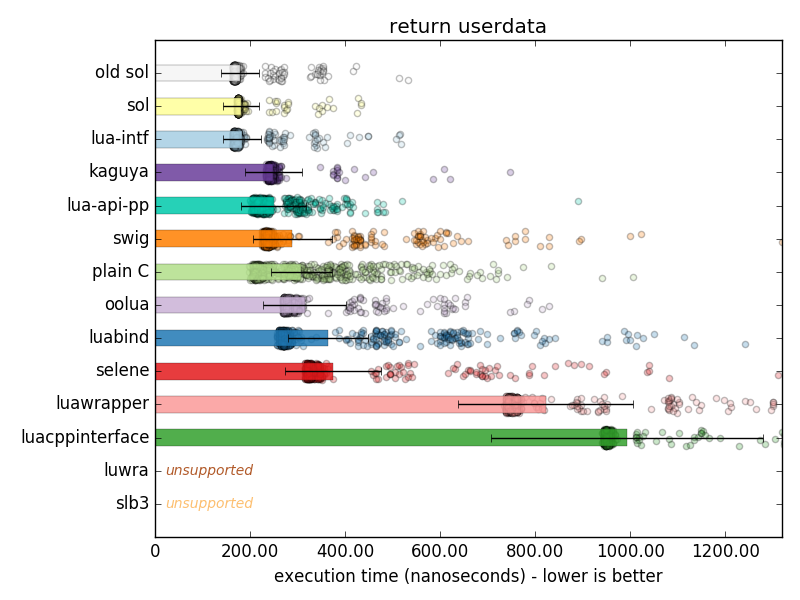 return userdata
old sol
sol
lua-intf
kaguya
lua-api-pp
swig
plain C
oolua
luabind
selene
luawrapper
luacppinterface
luwra unsupported
slb3 unsupported
0 200.00 400.00 600.00 800.00 1000.00 1200.00
execution time (nanoseconds) - lower is better